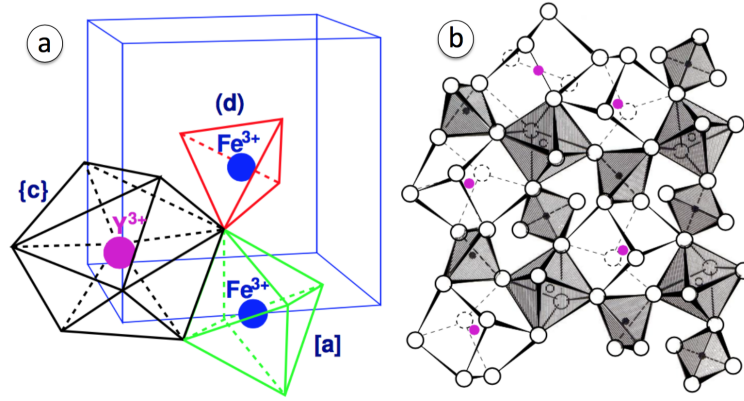 a
b
(d)
Fe3+
{c}
Y3+
Fe3+
[a]